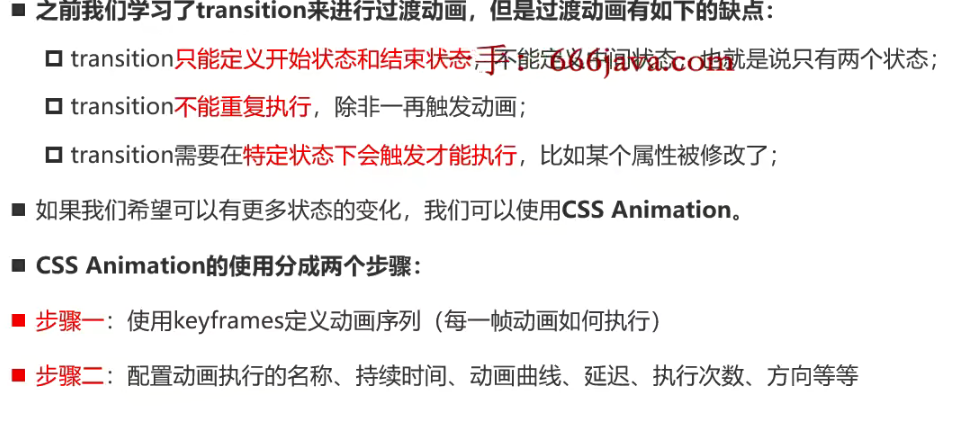 之前我们学习了transition来进行过渡动画，但是过渡动画有如下的缺点：
transition只能定义开始状态和结束状态，不能定义中间状态，也就是说只有两个状态；
一手：666java.com
transition不能重复执行，除非一再触发动画；
transition需要在特定状态下会触发才能执行，比如某个属性被修改了；
如果我们希望可以有更多状态的变化，我们可以使用CSS Animation。
CSS Animation的使用分成两个步骤：
步骤一：使用keyframes定义动画序列（每一帧动画如何执行）
步骤二：配置动画执行的名称、持续时间、动画曲线、延迟、执行次数、方向等等